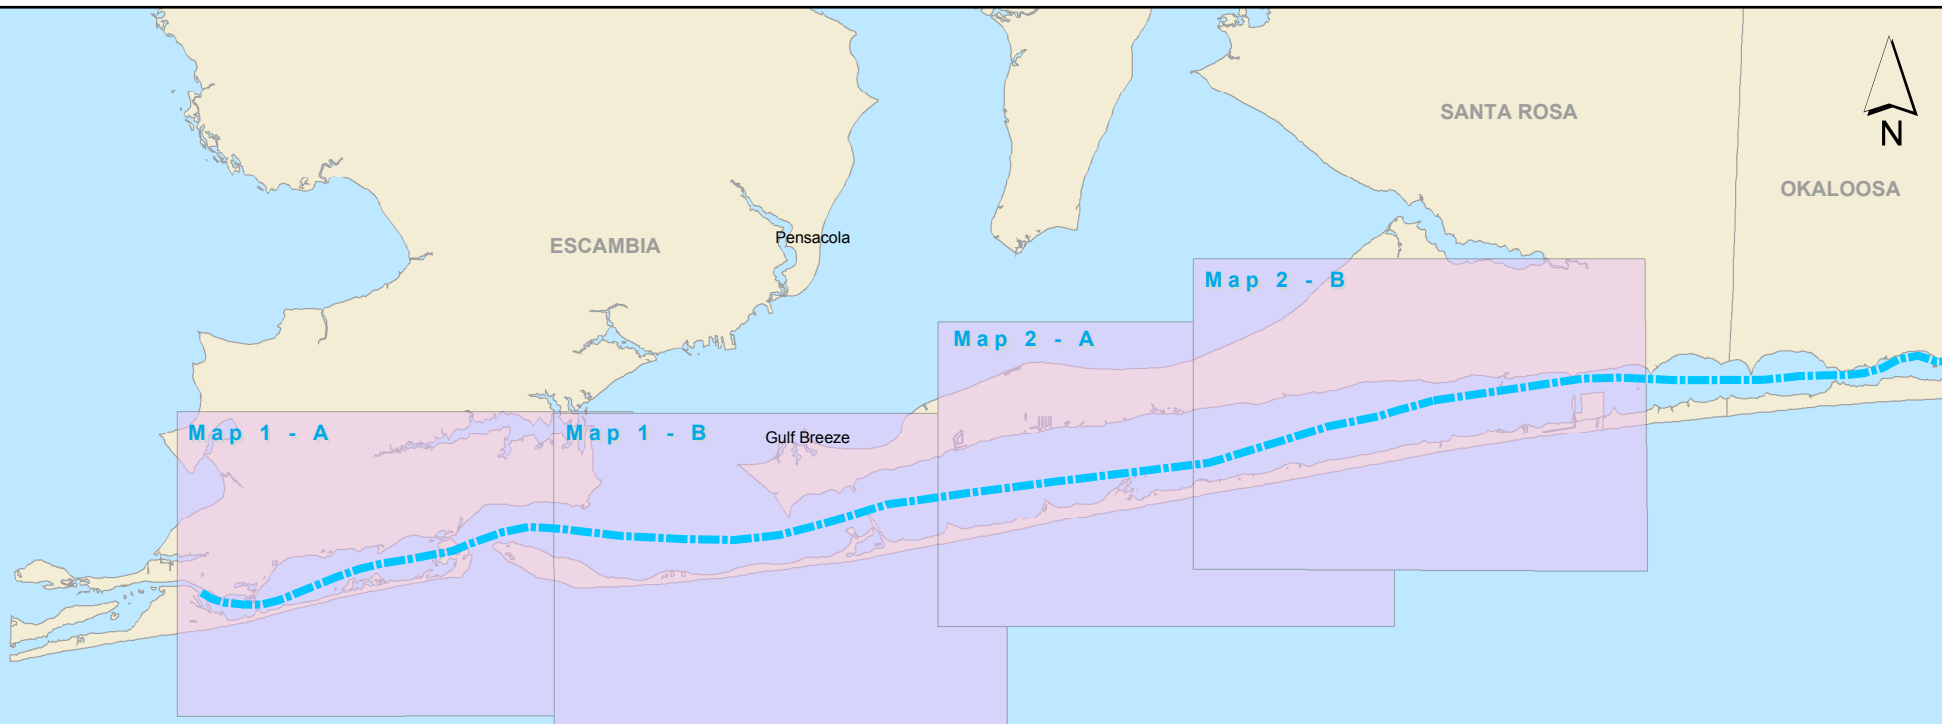 SANTA ROSA
N
OKALOOSA
ESCAMBIA
Pensacola
Map 2 - B
Map 2 - A
Map 1 - A
Map 1 - B
Gulf Breeze